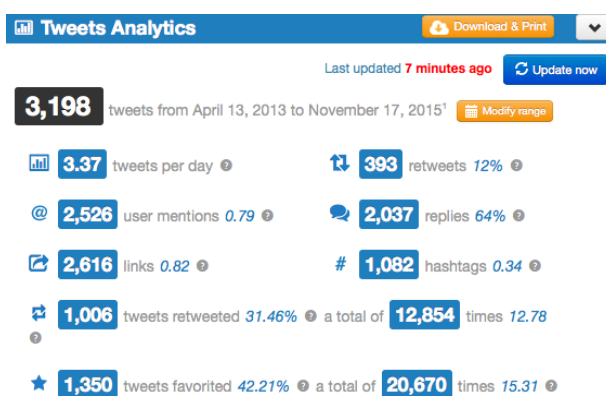 Tweets Analytics Download & Print
Last updated 7 minutes ago Update now
3,198 tweets from April 13, 2013 to November 17, 2015¹ Modify range
3.37 tweets per day ? 393 retweets 12% ?
@ 2,526 user mentions 0.79 ? 2,037 replies 64% ?
2,616 links 0.82 ? # 1,082 hashtags 0.34 ?
1,006 tweets retweeted 31.46% ? a total of 12,854 times 12.78
?
1,350 tweets favorited 42.21% ? a total of 20,670 times 15.31 ?